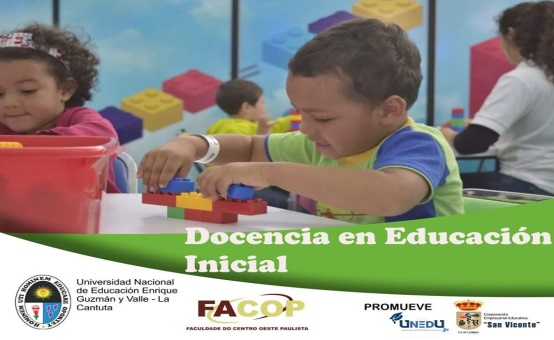 Docencia en Educación
Inicial
Universidad Nacional
de Educación Enrique
Guzmán y Valle - La
Cantuta
FACOP
FACULDADE DO CENTRO OESTE PAULISTA
PROMUEVE
UNEDU
Corporación
Empresarial Educativa
"San Vicente"